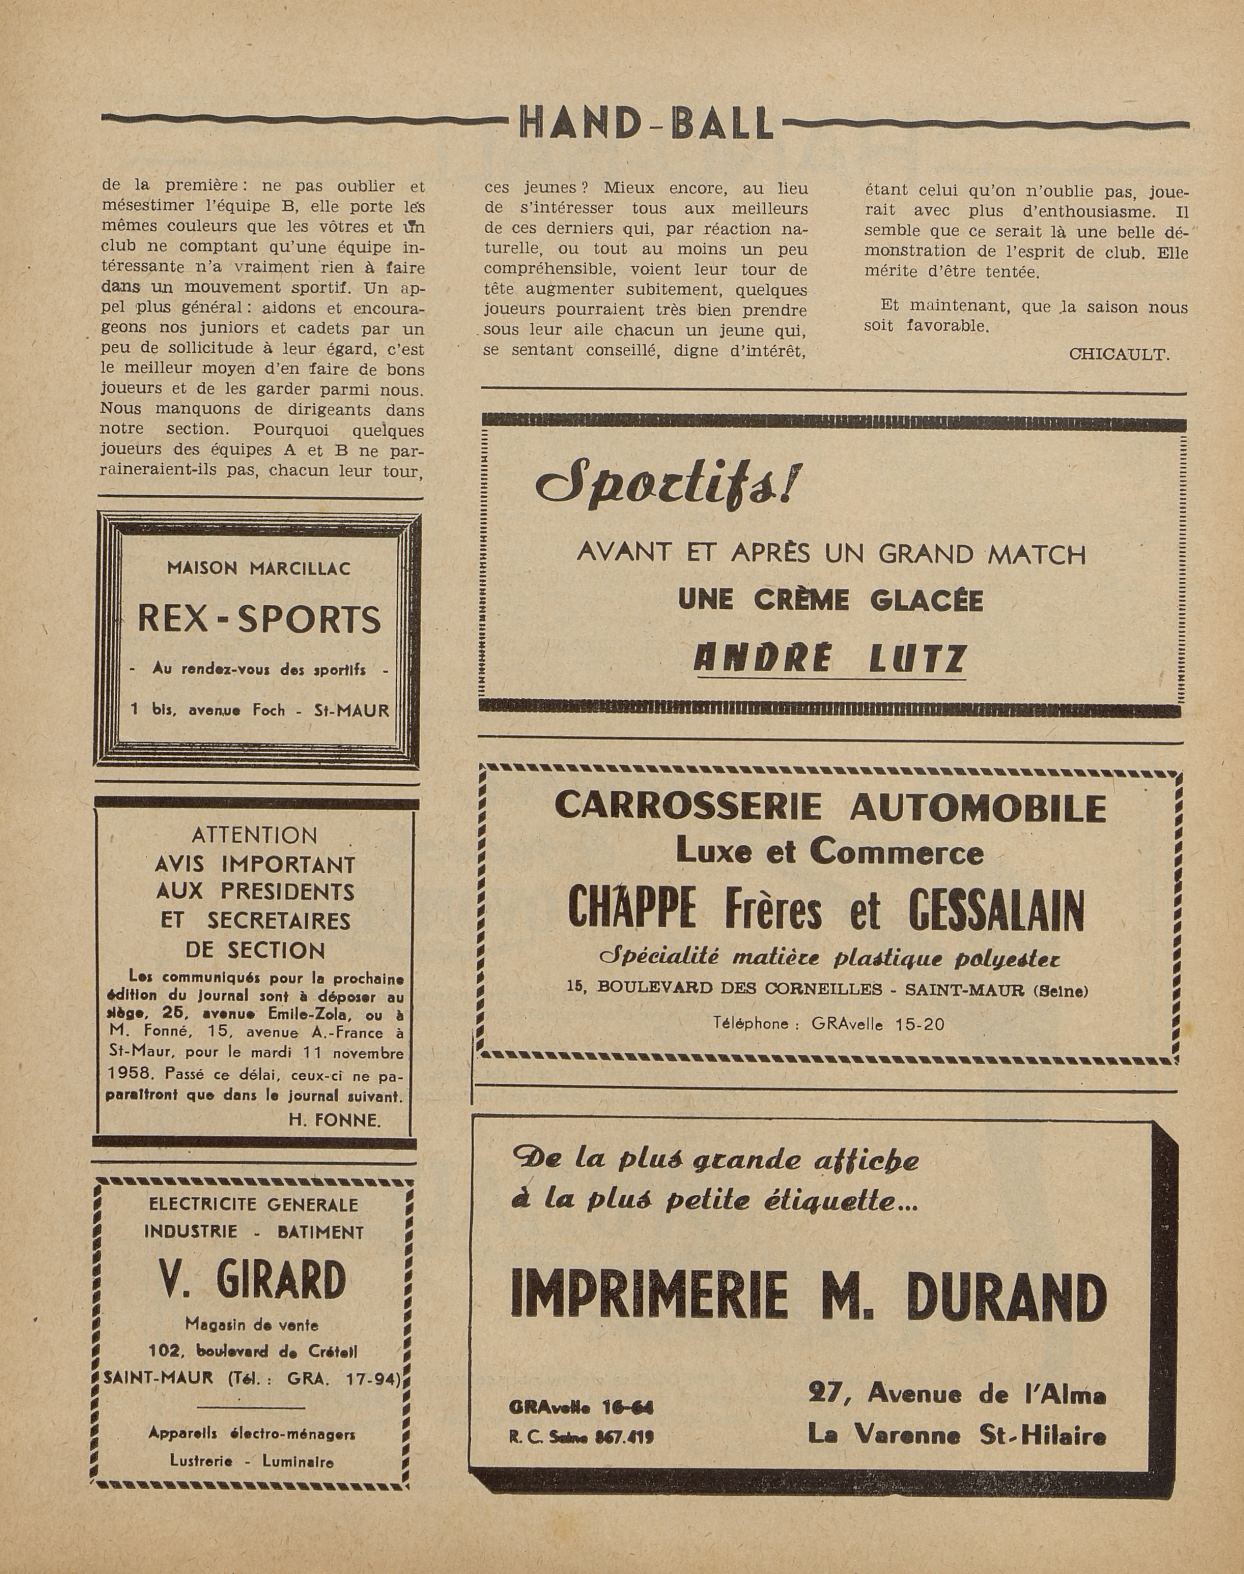 HAND-BALL
de la première : ne pas oublier et
mésestimer l'équipe B, elle porte les
mêmes couleurs que les vôtres et un
club ne comptant qu'une équipe in-
téressante n'a vraiment rien à faire
dans un mouvement sportif. Un ap-
pel plus général : aidons et encoura-
geons nos juniors et cadets par un
peu de sollicitude à leur égard, c'est
le meilleur moyen d'en faire de bons
joueurs et de les garder parmi nous.
Nous manquons de dirigeants dans
notre section. Pourquoi quelques
joueurs des équipes A et B ne par-
raineraient-ils pas, chacun leur tour,
ces jeunes ? Mieux encore, au lieu
de s'intéresser tous aux meilleurs
de ces derniers qui, par réaction na-
turelle, ou tout au moins un peu
compréhensible, voient leur tour de
tête augmenter subitement, quelques
joueurs pourraient très bien prendre
sous leur aile chacun un jeune qui,
se sentant conseillé, digne d'intérêt,
étant celui qu'on n'oublie pas, joue-
rait avec plus d'enthousiasme. Il
semble que ce serait là une belle dé-
monstration de l'esprit de club. Elle
mérite d'être tentée.
Et maintenant, que la saison nous
soit favorable.
CHICAULT.
MAISON MARCILLAC
REX - SPORTS
- Au rendez-vous des sportifs -
1 bis, avenue Foch - St-MAUR
ATTENTION
AVIS IMPORTANT
AUX PRESIDENTS
ET SECRETAIRES
DE SECTION
Les communiqués pour la prochaine
édition du journal sont à déposer au
siège, 25, avenue Emile-Zola, ou à
M. Fonné, 15, avenue A.-France à
St-Maur, pour le mardi 11 novembre
1958. Passé ce délai, ceux-ci ne pa-
paraîtront que dans le journal suivant.
H. FONNE.
ELECTRICITE GENERALE
INDUSTRIE - BATIMENT
V. GIRARD
Magasin de vente
102, boulevard de Créteil
SAINT-MAUR (Tél. : GRA. 17-94)
Appareils électro-ménagers
Lustrerie - Luminaire
Sportifs !
AVANT ET APRÈS UN GRAND MATCH
UNE CRÈME GLACÉE
ANDRÉ LUTZ
CARROSSERIE AUTOMOBILE
Luxe et Commerce
CHAPPE Frères et GESSALAIN
Spécialité matière plastique polyester
15, BOULEVARD DES CORNEILLES - SAINT-MAUR (Seine)
Téléphone : GRAvelle 15-20
De la plus grande affiche
à la plus petite étiquette...
IMPRIMERIE M. DURAND
GRAvelle 16-64
R. C. Seine 867.419
27, Avenue de l'Alma
La Varenne St-Hilaire